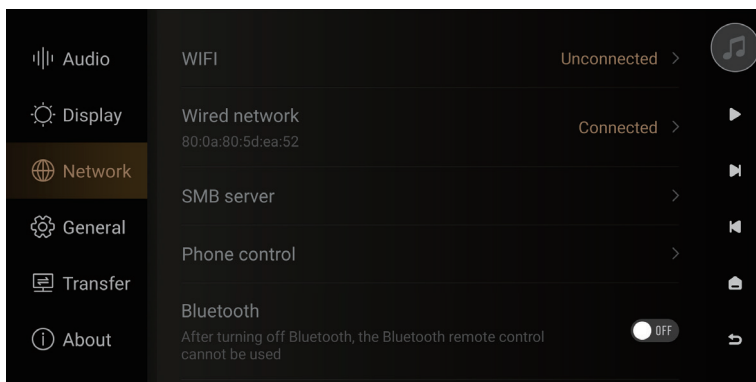 Audio
Display
Network
General
Transfer
About
WIFI
Unconnected
Wired network
80:0a:80:5d:ea:52
Connected
SMB server
Phone control
Bluetooth
After turning off Bluetooth, the Bluetooth remote control
cannot be used
OFF